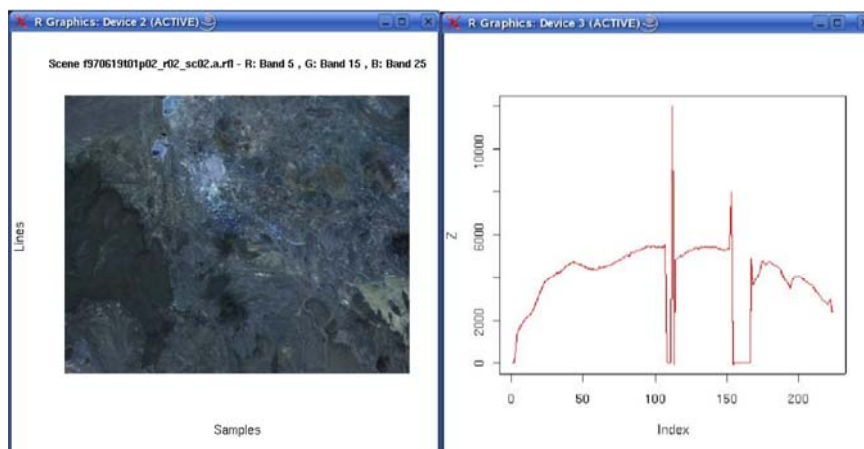 R Graphics: Device 2 (ACTIVE)
Scene f970619t01p02_r02_sc02.a.rfl - R: Band 5 , G: Band 15 , B: Band 25
Lines
Samples
R Graphics: Device 3 (ACTIVE)
Z
10000
6000
2000
0
0 50 100 150 200
Index